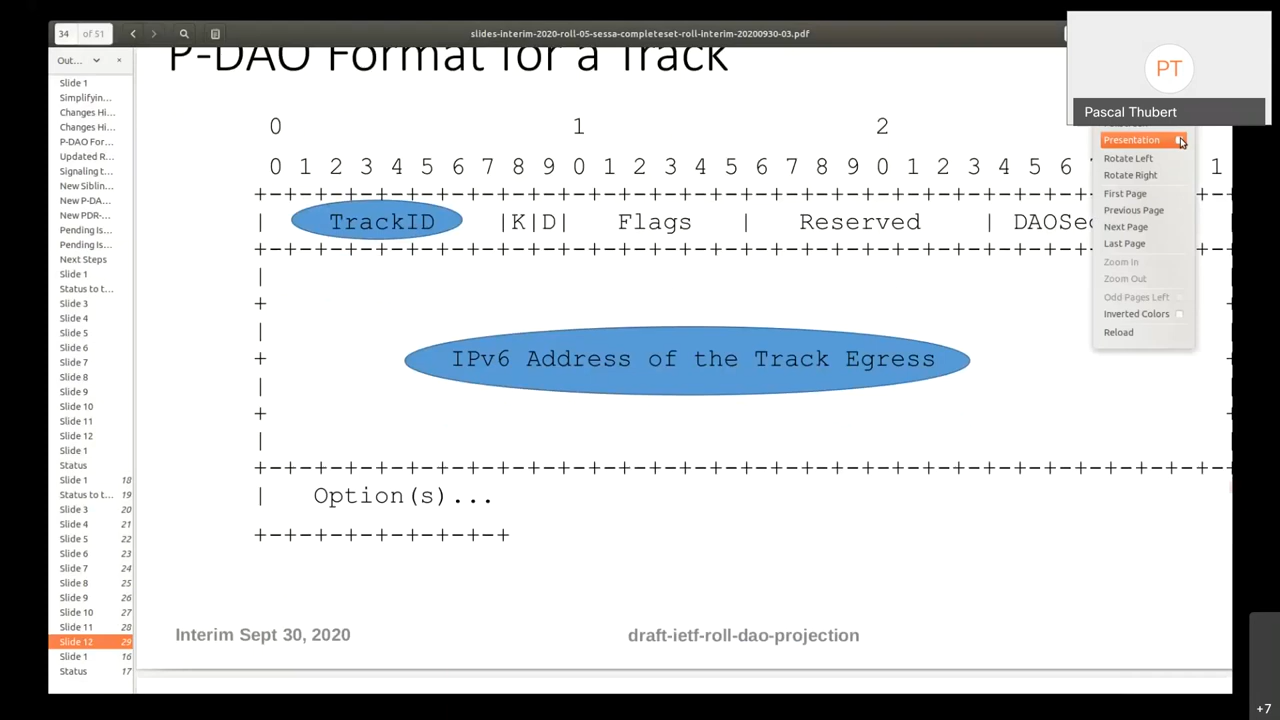 34 of 51
slides-interim-2020-roll-05-sessa-completeset-roll-interim-20200930-03.pdf
Out...
Slide 1
Simplifyin...
Changes Hi...
Changes Hi...
P-DAO For...
Updated R...
Signaling t...
New Siblin...
New P-DA...
New PDR-...
Pending Is...
Pending Is...
Next Steps
Slide 1
Status to t...
Slide 3
Slide 4
Slide 5
Slide 6
Slide 7
Slide 8
Slide 9
Slide 10
Slide 11
Slide 12
Slide 1
Status
Slide 1 18
Status to t... 19
Slide 3 20
Slide 4 21
Slide 5 22
Slide 6 23
Slide 7 24
Slide 8 25
Slide 9 26
Slide 10 27
Slide 11 28
Slide 12 29
Slide 1 16
Status 17
P-DAO Format for a Track
0 1 2
0 1 2 3 4 5 6 7 8 9 0 1 2 3 4 5 6 7 8 9 0 1 2 3 4 5 6 1
+-+-+-+-+-+-+-+-+-+-+-+-+-+-+-+-+-+-+-+-+-+-+-+-+-+-+-+-+
| TrackID |K|D| Flags | Reserved | DAOSe
+-+-+-+-+-+-+-+-+-+-+-+-+-+-+-+-+-+-+-+-+-+-+-+-+-+-+-+-+
|
+
|
+ IPv6 Address of the Track Egress
|
+
|
+-+-+-+-+-+-+-+-+-+-+-+-+-+-+-+-+-+-+-+-+-+-+-+-+-+-+-+-+-+-+-+-
| Option(s)...
+-+-+-+-+-+-+-+-+
Interim Sept 30, 2020
draft-ietf-roll-dao-projection
PT
Pascal Thubert
Presentation
Rotate Left
Rotate Right
First Page
Previous Page
Next Page
Last Page
Zoom In
Zoom Out
Odd Pages Left
Inverted Colors
Reload
+7